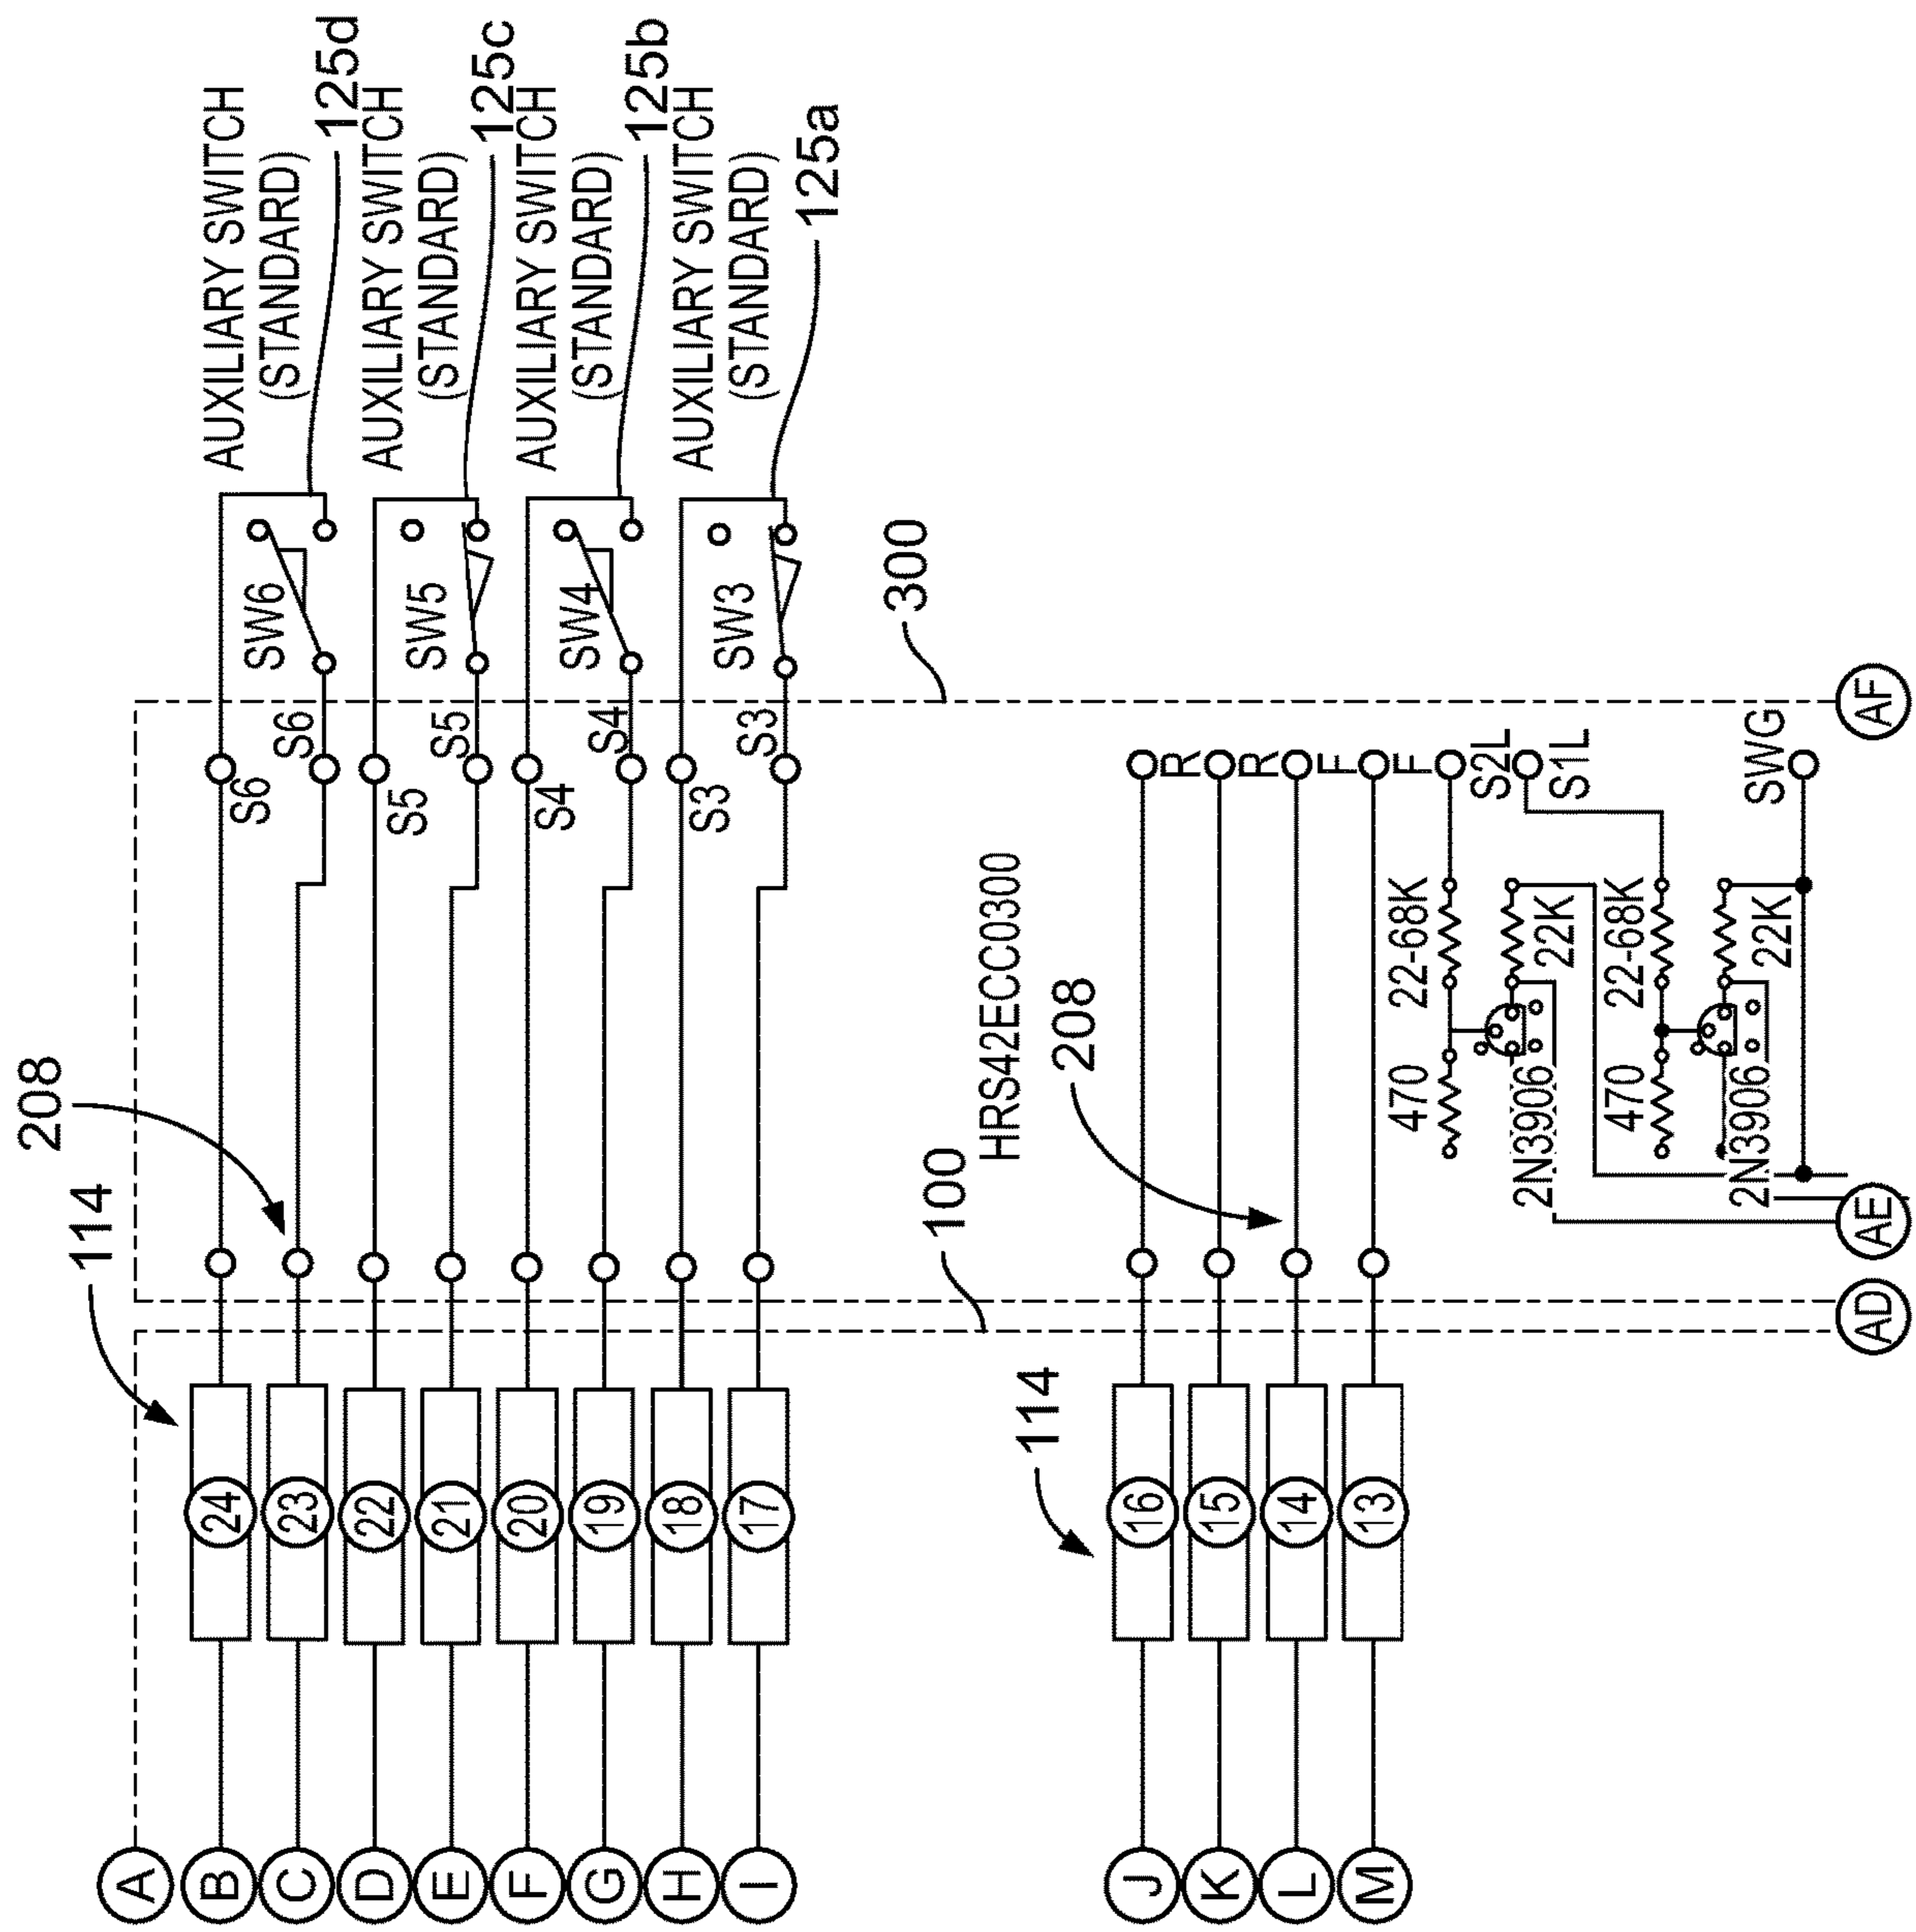 AUXILIARY SWITCH
(STANDARD)
125d
AUXILIARY SWITCH
(STANDARD)
125c
AUXILIARY SWITCH
(STANDARD)
125b
AUXILIARY SWITCH
(STANDARD)
125a
SW6
SW5
SW4
SW3
300
S6
S6
S5
S5
S4
S4
S3
S3
208
114
HRS42ECC0300
208
100
114
R
R
F
F
S2L
S1L
SWG
AF
22-68K
22K
22-68K
22K
470
2N3906
470
2N3906
AE
AD
24
23
22
21
20
19
18
17
16
15
14
13
A
B
C
D
E
F
G
H
I
J
K
L
M